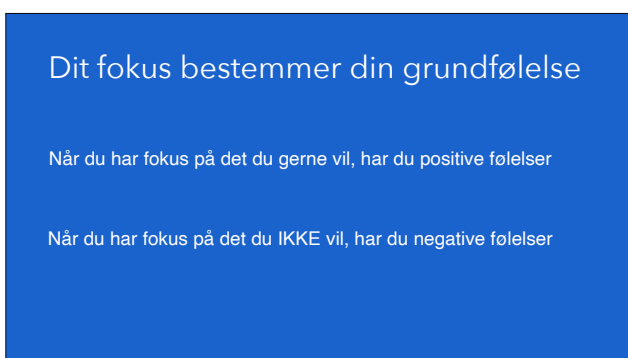 Dit fokus bestemmer din grundfølelse
Når du har fokus på det du gerne vil, har du positive følelser
Når du har fokus på det du IKKE vil, har du negative følelser